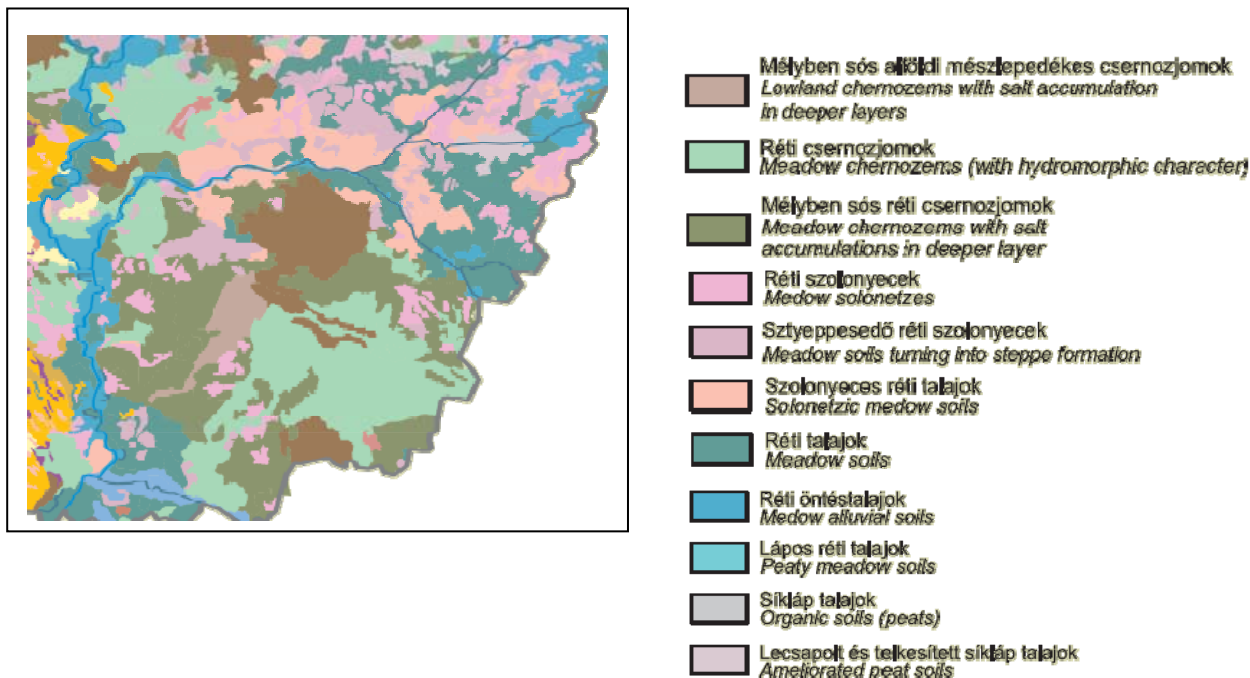 Mélyben sós alföldi mészlepedékes csernozjomok
Lowland chernozems with salt accumulation
in deeper layers
Réti csernozjomok
Meadow chernozems (with hydromorphic character)
Mélyben sós réti csernozjomok
Meadow chernozems with salt
accumulations in deeper layer
Réti szolonyecek
Medow solonetzes
Sztyeppesedő réti szolonyecek
Meadow soils turning into steppe formation
Szolonyeces réti talajok
Solonetzic medow soils
Réti talajok
Meadow soils
Réti öntéstalajok
Medow alluvial soils
Lápos réti talajok
Peaty meadow soils
Síkláp talajok
Organic soils (peats)
Lecsapolt és telkesített síkláp talajok
Ameliorated peat soils